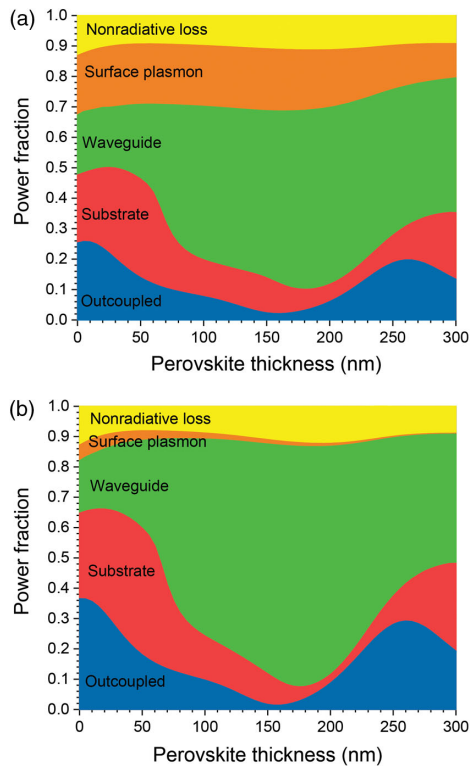 (a)
1.0
0.9
0.8
0.7
0.6
0.5
0.4
0.3
0.2
0.1
0.0
Power fraction
Nonradiative loss
Surface plasmon
Waveguide
Substrate
Outcoupled
0 50 100 150 200 250 300
Perovskite thickness (nm)
(b)
1.0
0.9
0.8
0.7
0.6
0.5
0.4
0.3
0.2
0.1
0.0
Power fraction
Nonradiative loss
Surface plasmon
Waveguide
Substrate
Outcoupled
0 50 100 150 200 250 300
Perovskite thickness (nm)